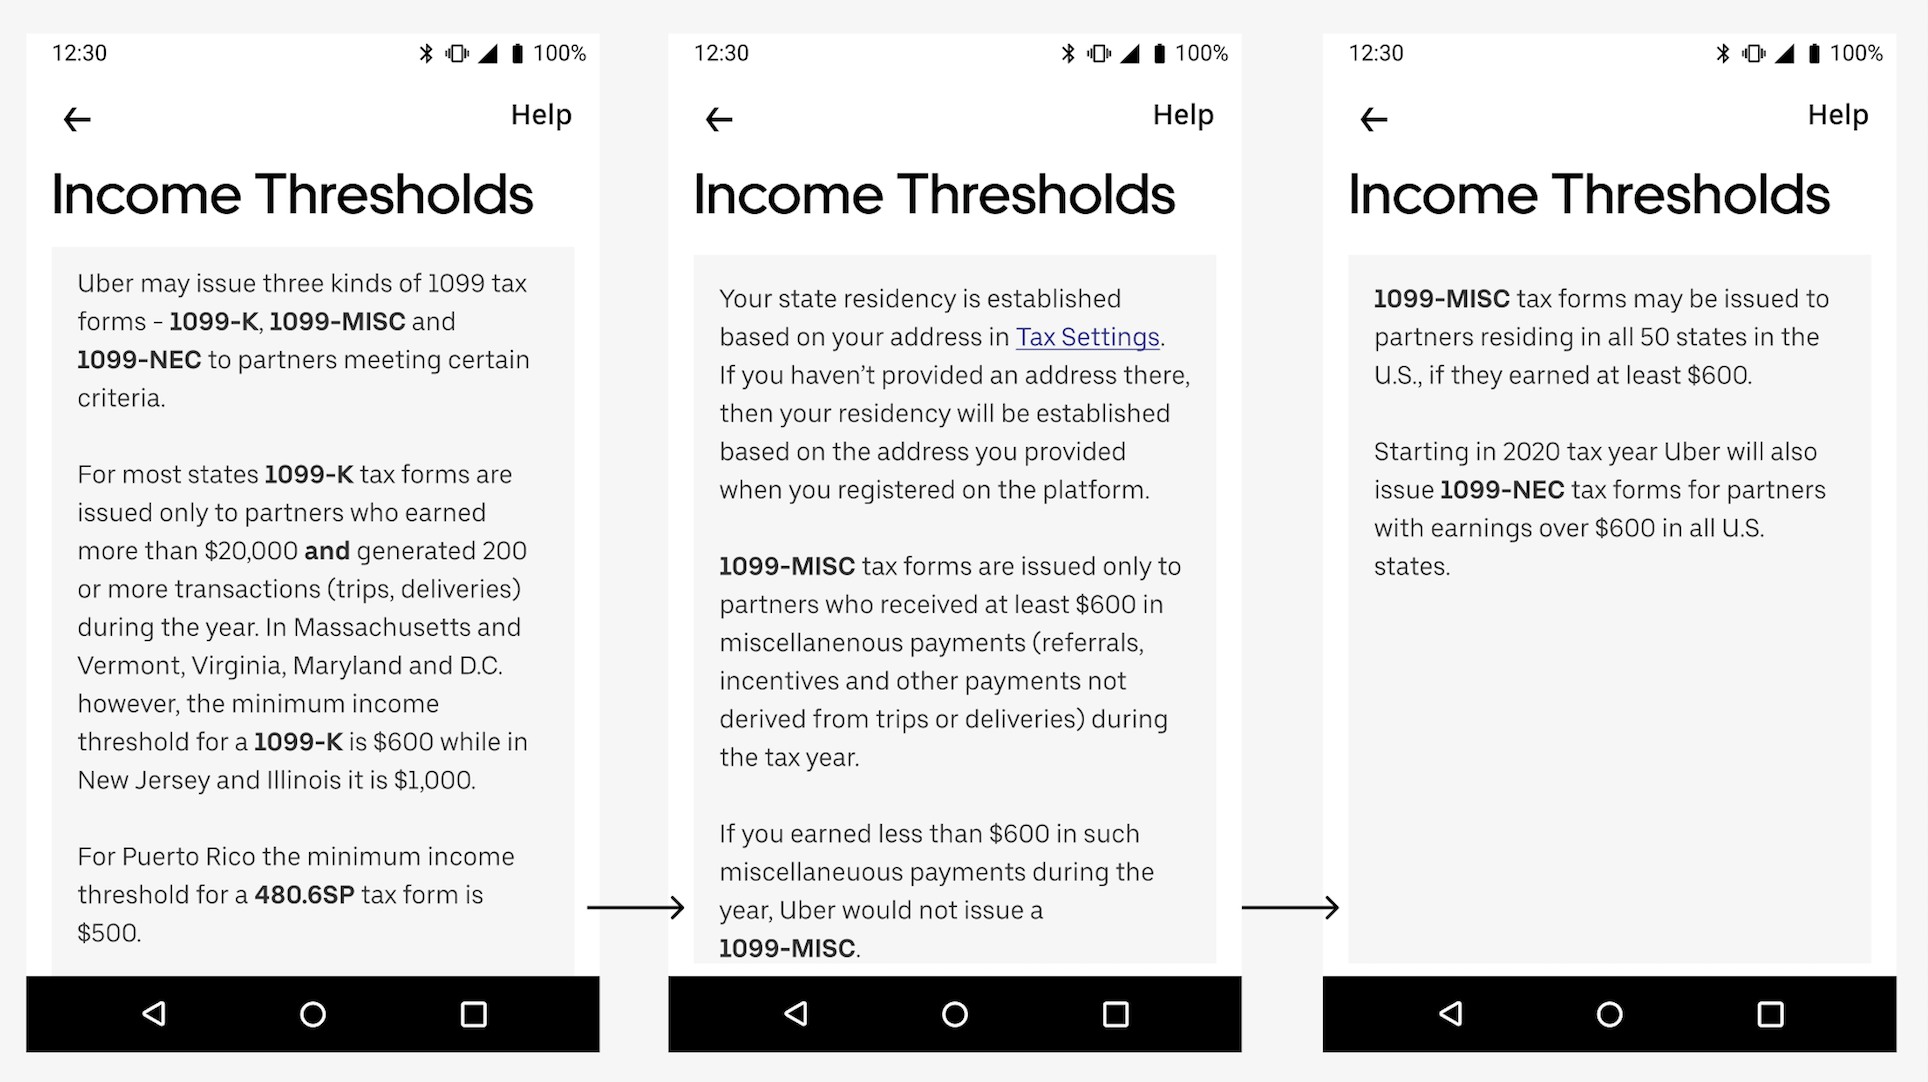 12:30 100%
Help
Income Thresholds
Uber may issue three kinds of 1099 tax
forms - 1099-K, 1099-MISC and
1099-NEC to partners meeting certain
criteria.
For most states 1099-K tax forms are
issued only to partners who earned
more than $20,000 and generated 200
or more transactions (trips, deliveries)
during the year. In Massachusetts and
Vermont, Virginia, Maryland and D.C.
however, the minimum income
threshold for a 1099-K is $600 while in
New Jersey and Illinois it is $1,000.
For Puerto Rico the minimum income
threshold for a 480.6SP tax form is
$500.
12:30 100%
Help
Income Thresholds
Your state residency is established
based on your address in Tax Settings.
If you haven't provided an address there,
then your residency will be established
based on the address you provided
when you registered on the platform.
1099-MISC tax forms are issued only to
partners who received at least $600 in
miscellanenous payments (referrals,
incentives and other payments not
derived from trips or deliveries) during
the tax year.
If you earned less than $600 in such
miscellaneuous payments during the
year, Uber would not issue a
1099-MISC.
12:30 100%
Help
Income Thresholds
1099-MISC tax forms may be issued to
partners residing in all 50 states in the
U.S., if they earned at least $600.
Starting in 2020 tax year Uber will also
issue 1099-NEC tax forms for partners
with earnings over $600 in all U.S.
states.